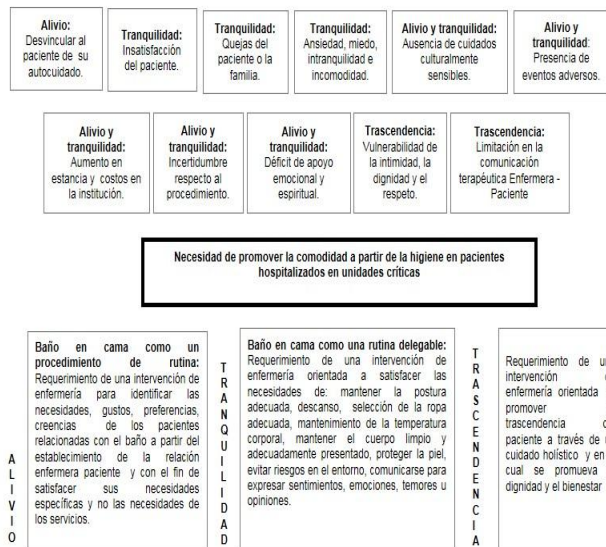 Alivio:
Desvincular al
paciente de su
autocuidado.
Tranquilidad:
Insatisfacción
del paciente.
Tranquilidad:
Quejas del
paciente o la
familia.
Tranquilidad:
Ansiedad, miedo,
intranquilidad e
incomodidad.
Alivio y tranquilidad:
Ausencia de cuidados
culturalmente
sensibles.
Alivio y
tranquilidad:
Presencia de
eventos adversos.
Alivio y
tranquilidad:
Aumento en
estancia y costos en
la institución.
Alivio y
tranquilidad:
Incertidumbre
respecto al
procedimiento.
Alivio y
tranquilidad:
Déficit de apoyo
emocional y
espiritual.
Trascendencia:
Vulnerabilidad de
la intimidad, la
dignidad y el
respeto.
Trascendencia:
Limitación en la
comunicación
terapéutica Enfermera -
Paciente
Necesidad de promover la comodidad a partir de la higiene en pacientes
hospitalizados en unidades críticas
ALIVIO
Baño en cama como un
procedimiento de rutina:
Requerimiento de una intervención de
enfermería para identificar las
necesidades, gustos, preferencias,
creencias de los pacientes
relacionadas con el baño a partir del
establecimiento de la relación
enfermera paciente y con el fin de
satisfacer sus necesidades
específicas y no las necesidades de
los servicios.
TRANQUILIDAD
Baño en cama como una rutina delegable:
Requerimiento de una intervención de
enfermería orientada a satisfacer las
necesidades de: mantener la postura
adecuada, descanso, selección de la ropa
adecuada, mantenimiento de la temperatura
corporal, mantener el cuerpo limpio y
adecuadamente presentado, proteger la piel,
evitar riesgos en el entorno, comunicarse para
expresar sentimientos, emociones, temores u
opiniones.
TRASCENDENCIA
Requerimiento de
intervención
enfermería orientada
promover
trascendencia
paciente a través de
cuidado holístico y en
cual se promueva
dignidad y el bienestar